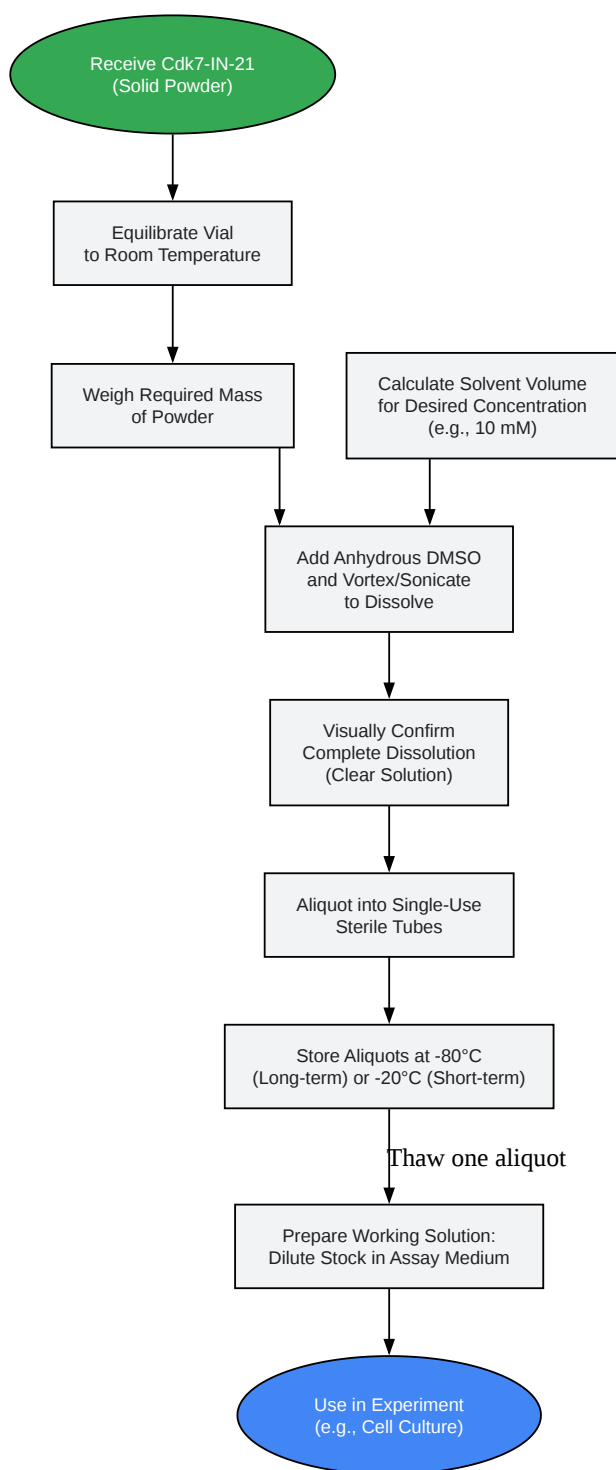 Receive Cdk7-IN-21
(Solid Powder)
Equilibrate Vial
to Room Temperature
Weigh Required Mass
of Powder
Calculate Solvent Volume
for Desired Concentration
(e.g., 10 mM)
Add Anhydrous DMSO
and Vortex/Sonicate
to Dissolve
Visually Confirm
Complete Dissolution
(Clear Solution)
Aliquot into Single-Use
Sterile Tubes
Store Aliquots at -80°C
(Long-term) or -20°C (Short-term)
Thaw one aliquot
Prepare Working Solution:
Dilute Stock in Assay Medium
Use in Experiment
(e.g., Cell Culture)